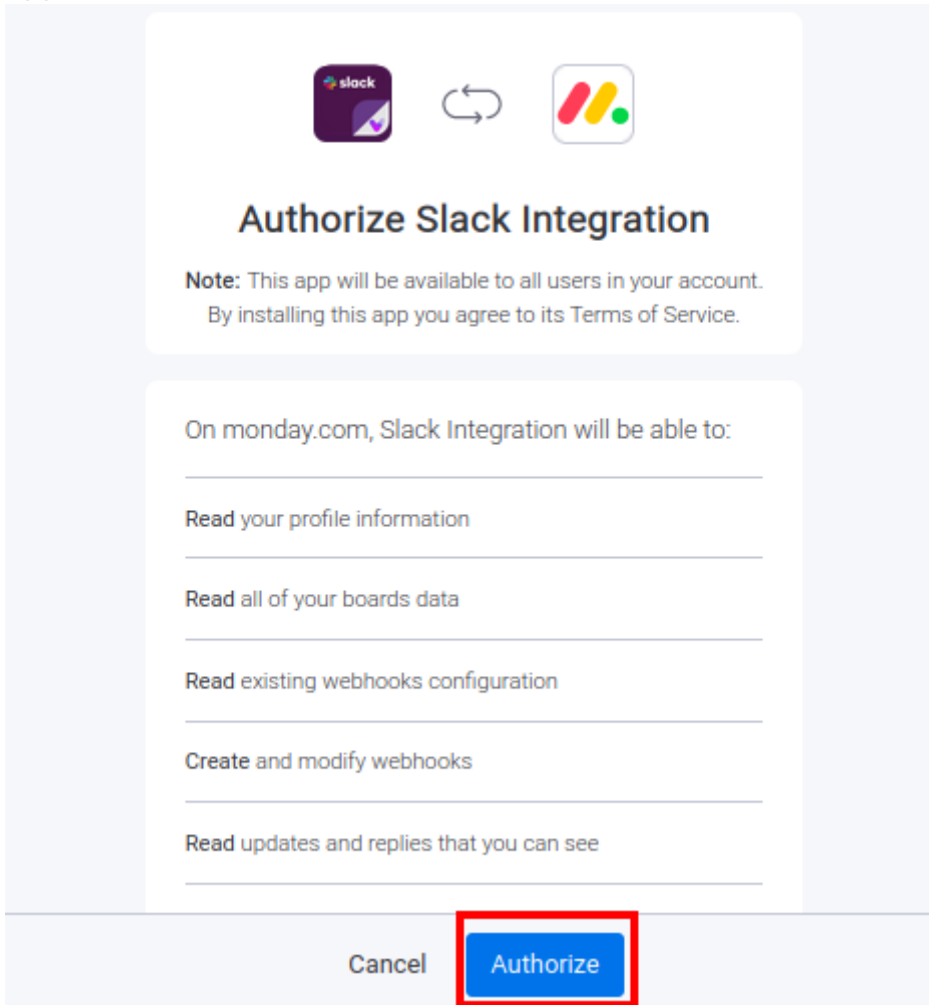 slack
Authorize Slack Integration
Note: This app will be available to all users in your account.
By installing this app you agree to its Terms of Service.
On monday.com, Slack Integration will be able to:
Read your profile information
Read all of your boards data
Read existing webhooks configuration
Create and modify webhooks
Read updates and replies that you can see
Cancel Authorize